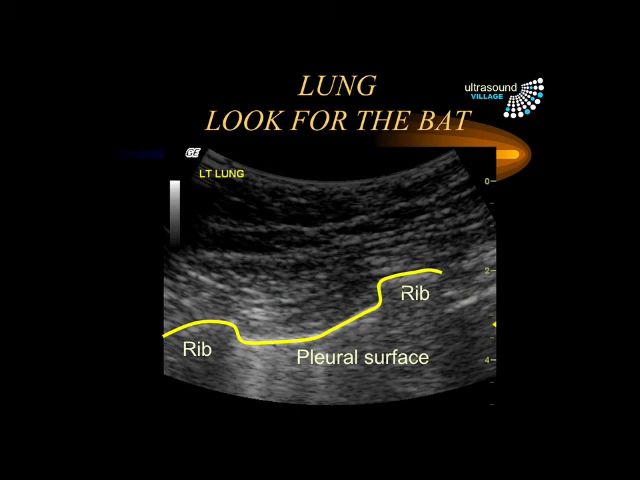 LUNG
LOOK FOR THE BAT
ultrasound
VILLAGE
GE
LT LUNG
0
2
Rib
Rib
Pleural surface
4